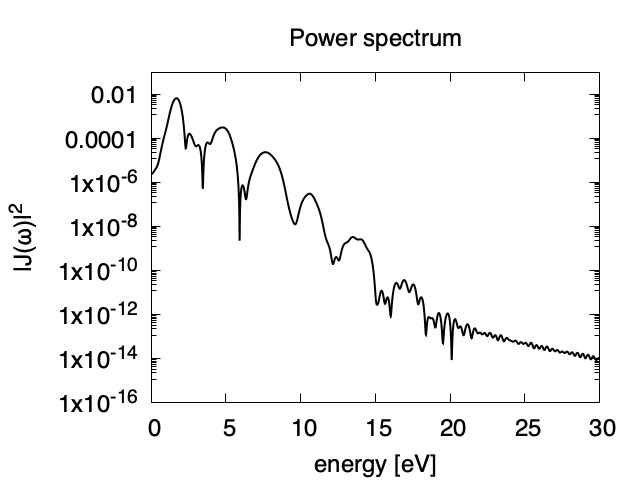 Power spectrum
0.01
0.0001
1x10⁻⁶
1x10⁻⁸
1x10⁻¹⁰
1x10⁻¹²
1x10⁻¹⁴
1x10⁻¹⁶
|J(ω)|²
0 5 10 15 20 25 30
energy [eV]